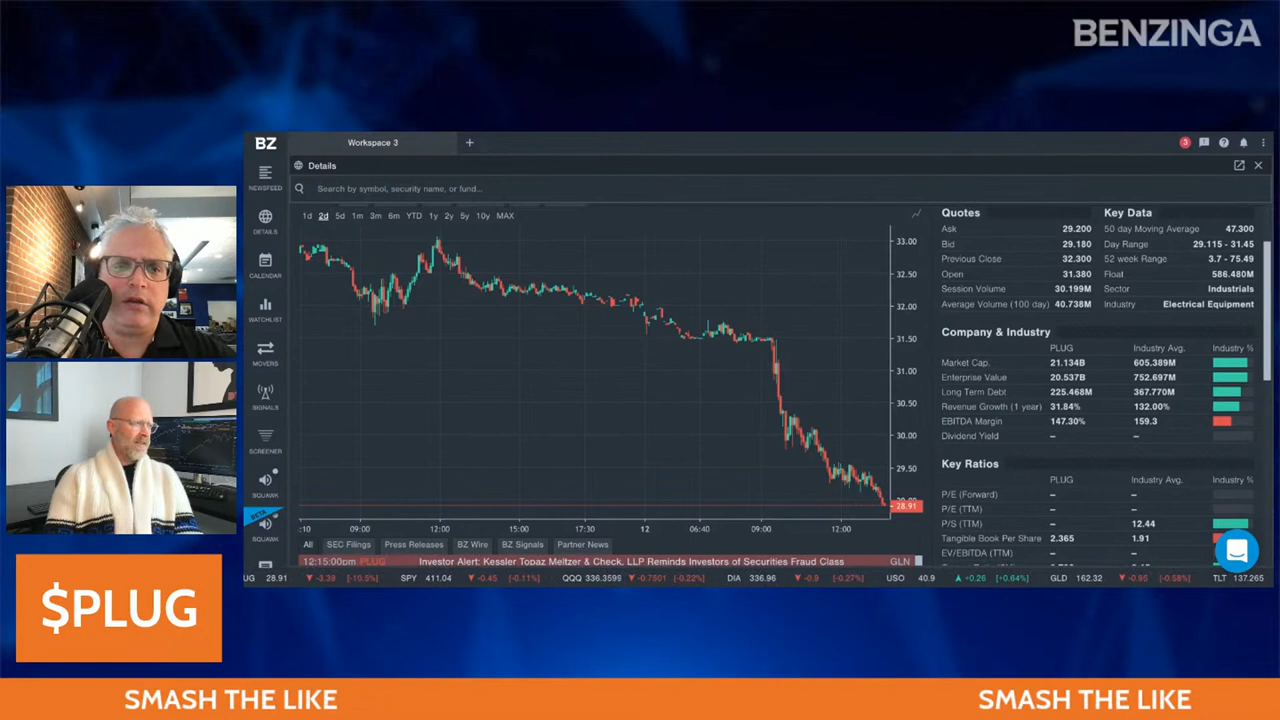 BENZINGA
BZ
Workspace 3
+
3
Details
NEWSFEED
Search by symbol, security name, or fund...
1d 2d 5d 1m 3m 6m YTD 1y 2y 5y 10y MAX
DETAILS
CALENDAR
WATCHLIST
MOVERS
SIGNALS
SCREENER
SQUAWK
BETA
SQUAWK
33.00
32.50
32.00
31.50
31.00
30.50
30.00
29.50
28.91
:10 09:00 12:00 15:00 17:30 12 06:40 09:00 12:00
Quotes
Ask 29.200
Bid 29.180
Previous Close 32.300
Open 31.380
Session Volume 30.199M
Average Volume (100 day) 40.738M
Key Data
50 day Moving Average 47.300
Day Range 29.115 - 31.45
52 week Range 3.7 - 75.49
Float 586.480M
Sector Industrials
Industry Electrical Equipment
Company & Industry
PLUG Industry Avg. Industry %
Market Cap. 21.134B 605.389M
Enterprise Value 20.537B 752.697M
Long Term Debt 225.468M 367.770M
Revenue Growth (1 year) 31.84% 132.00%
EBITDA Margin 147.30% 159.3
Dividend Yield – –
Key Ratios
PLUG Industry Avg. Industry %
P/E (Forward) – –
P/E (TTM) – –
P/S (TTM) – 12.44
Tangible Book Per Share 2.365 1.91
EV/EBITDA (TTM) – –
All SEC Filings Press Releases BZ Wire BZ Signals Partner News
12:15:00pm PLUG Investor Alert: Kessler Topaz Meltzer & Check, LLP Reminds Investors of Securities Fraud Class GLN
UG 28.91 ▼ -3.39 [-10.5%] SPY 411.04 ▼ -0.45 [-0.11%] QQQ 336.3599 ▼ -0.7501 [-0.22%] DIA 336.96 ▼ -0.9 [-0.27%] USO 40.9 ▲ +0.26 [+0.64%] GLD 162.32 ▼ -0.95 [-0.58%] TLT 137.265
$PLUG
SMASH THE LIKE
SMASH THE LIKE